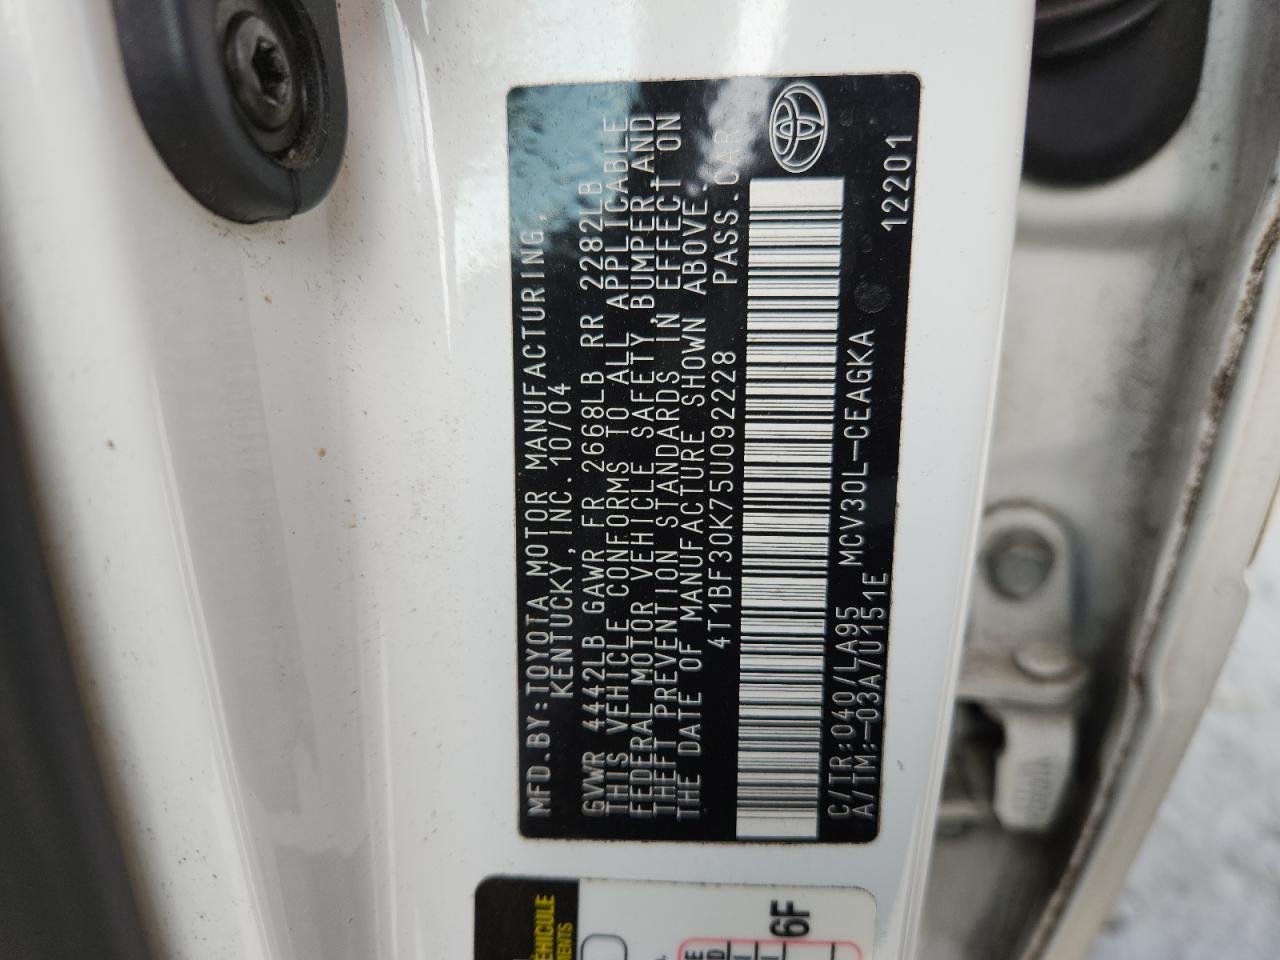 MFD.BY:TOYOTA MOTOR MANUFACTURING,
KENTUCKY,INC. 10/04
GVWR 4442LB GAWR FR 2668LB RR 2282LB
THIS VEHICLE CONFORMS TO ALL APPLICABLE
FEDERAL MOTOR VEHICLE SAFETY, BUMPER, AND
THEFT PREVENTION STANDARDS IN EFFECT ON
THE DATE OF MANUFACTURE SHOWN ABOVE.
4T1BF30K75U092228 PASS.CAR
C/TR:040/LA95 MCV30L-CEAGKA
A/TM:-03A/U151E 12201
6F